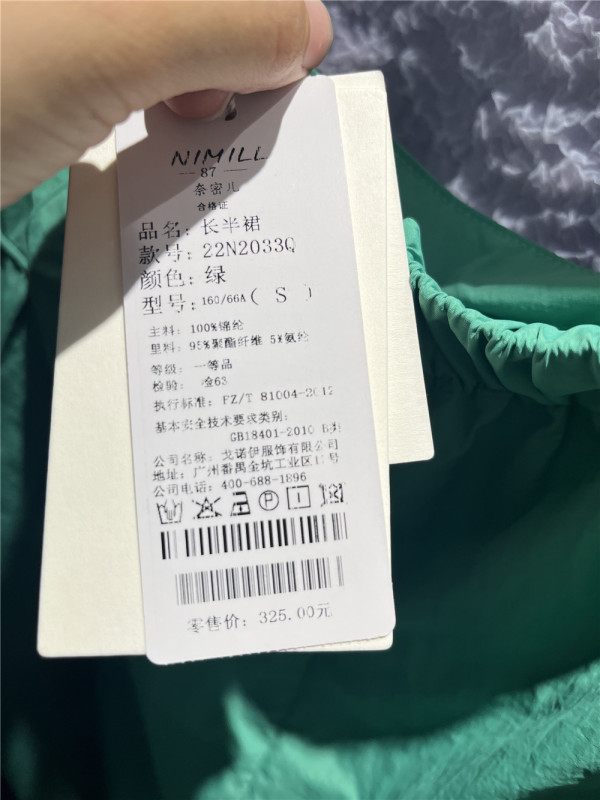 NIMILL
87
奈蜜儿
合格证
品名: 长半裙
款号: 22N2033Q
颜色: 绿
型号: 160/66A( S )
主料: 100%锦纶
里料: 95%聚酯纤维 5%氨纶
等级: 一等品
检验: 检63
执行标准: FZ/T 81004-2012
基本安全技术要求类别:
GB18401-2010 B类
公司名称: 戈诺伊服饰有限公司
地址: 广州番禺金坑工业区
公司电话: 400-688-1896
P
零售价: 325.00元